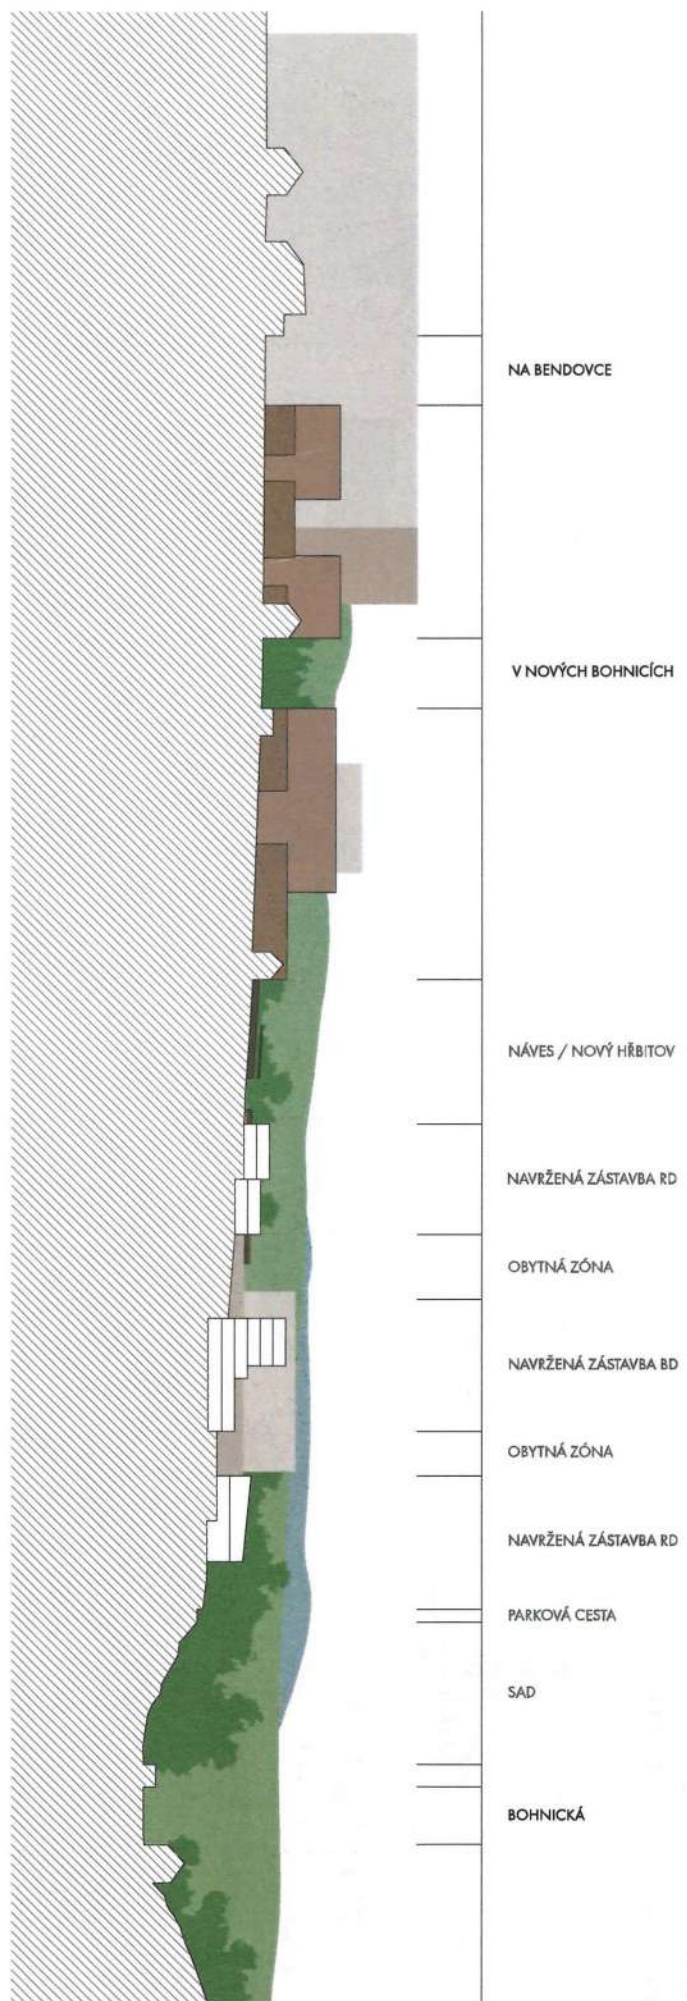 NA BENDOVCE
V NOVÝCH BOHNICÍCH
NÁVES / NOVÝ HŘBITOV
NAVRŽENÁ ZÁSTAVBA RD
OBYTNÁ ZÓNA
NAVRŽENÁ ZÁSTAVBA BD
OBYTNÁ ZÓNA
NAVRŽENÁ ZÁSTAVBA RD
PARKOVÁ CESTA
SAD
BOHNICKÁ